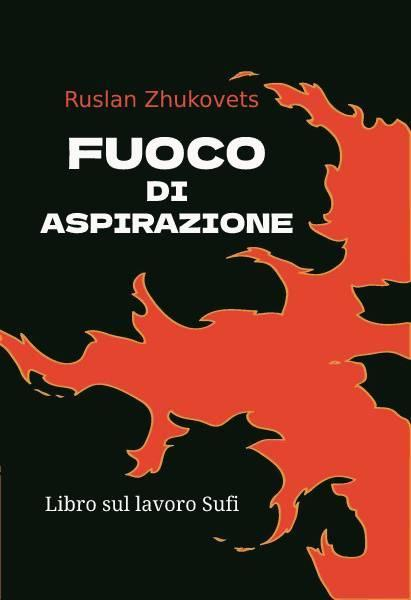 Ruslan Zhukovets
FUOCO
DI
ASPIRAZIONE
Libro sul lavoro Sufi